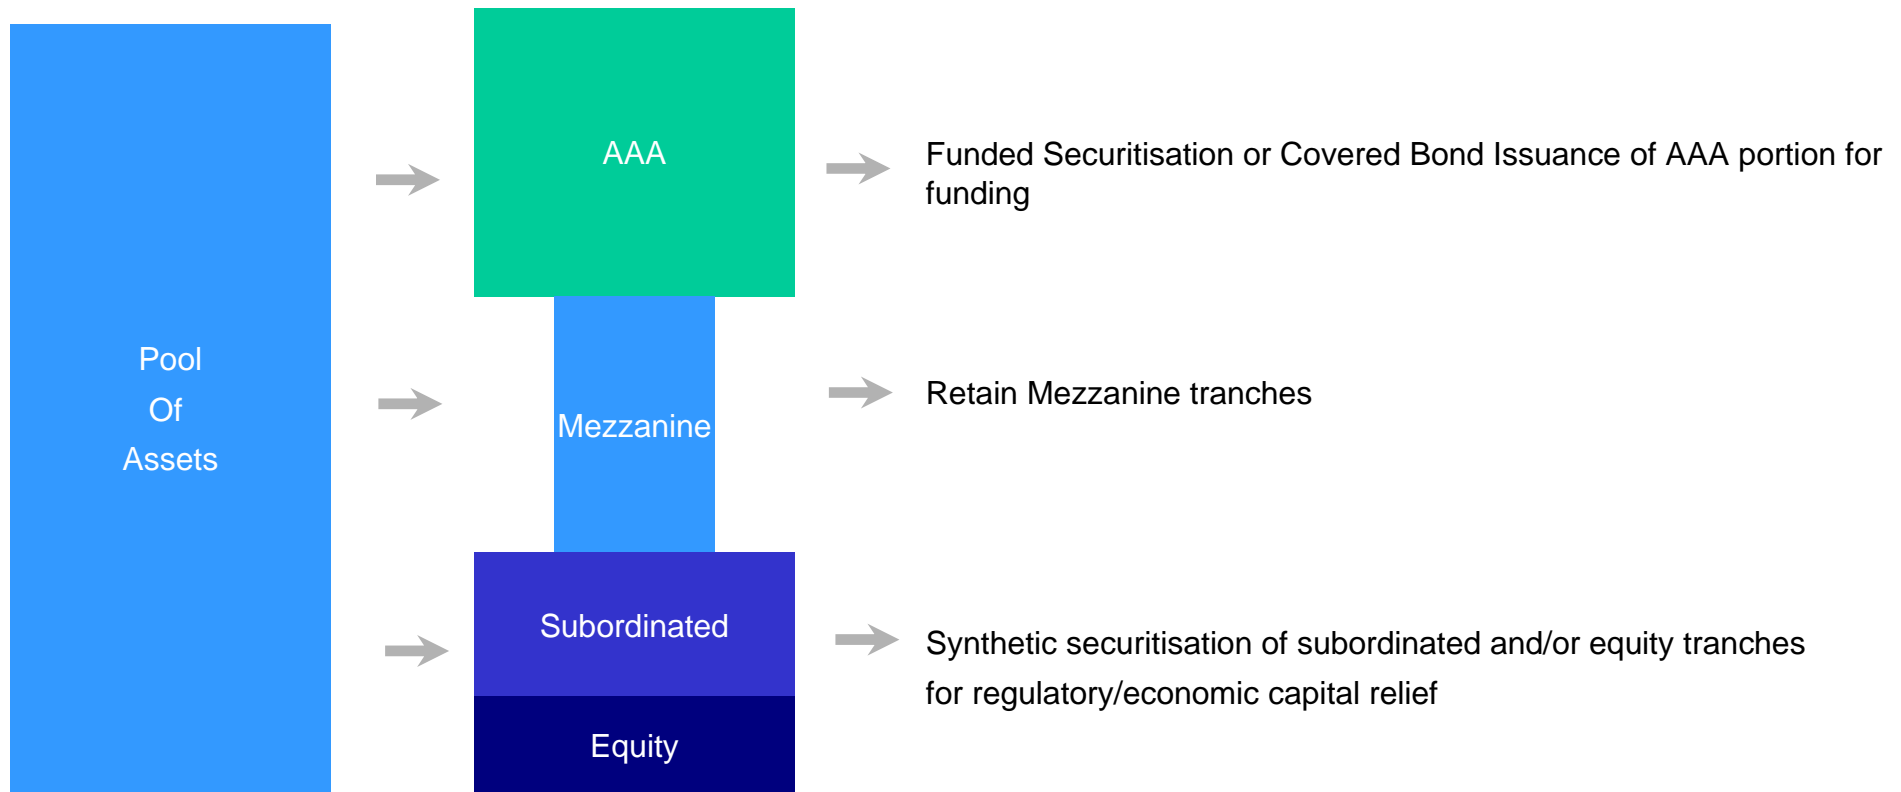 Pool
Of
Assets
AAA
Mezzanine
Subordinated
Equity
Funded Securitisation or Covered Bond Issuance of AAA portion for
funding
Retain Mezzanine tranches
Synthetic securitisation of subordinated and/or equity tranches
for regulatory/economic capital relief